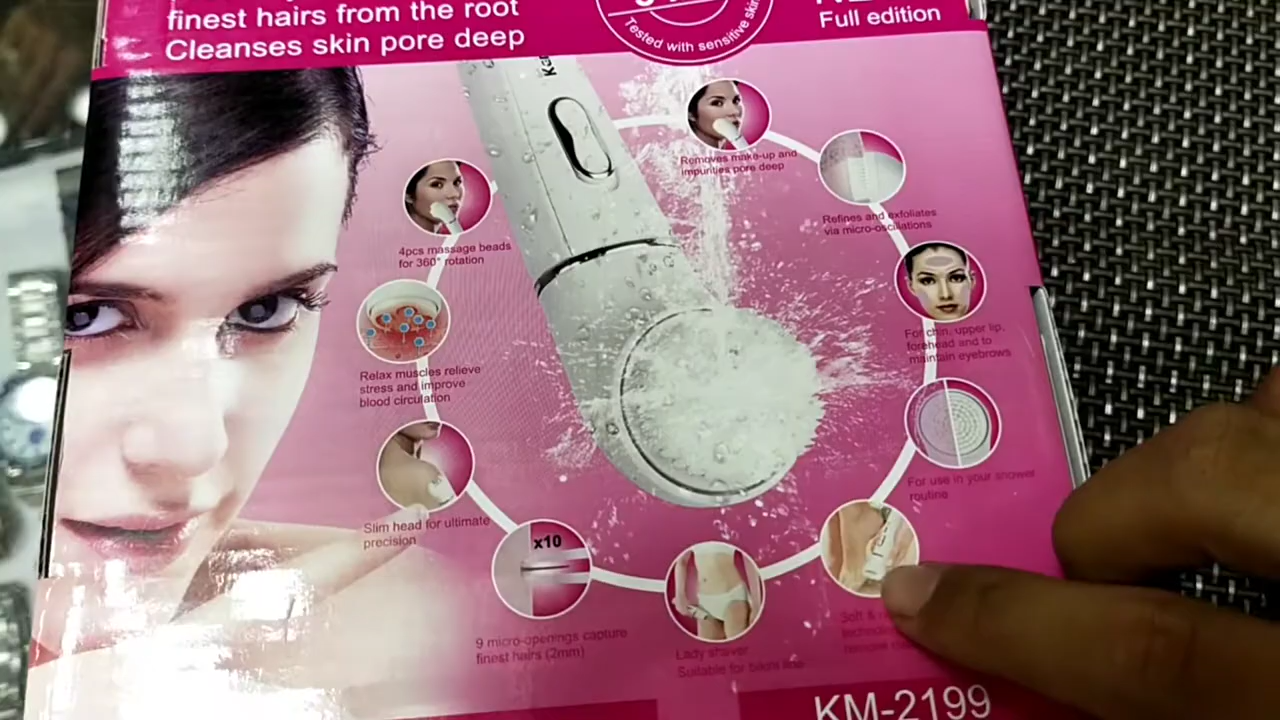 finest hairs from the root
Cleanses skin pore deep
Tested with sensitive skin
Full edition
Removes make-up and
impurities pore deep
Refines and exfoliates
via micro-oscillations
4pcs massage beads
for 360° rotation
For chin, upper lip,
forehead and to
maintain eyebrows
Relax muscles relieve
stress and improve
blood circulation
For use in your shower
routine
Slim head for ultimate
precision
x10
9 micro-openings capture
finest hairs (2mm)
Lady shaver
Suitable for bikini line
Soft &
KM-2199